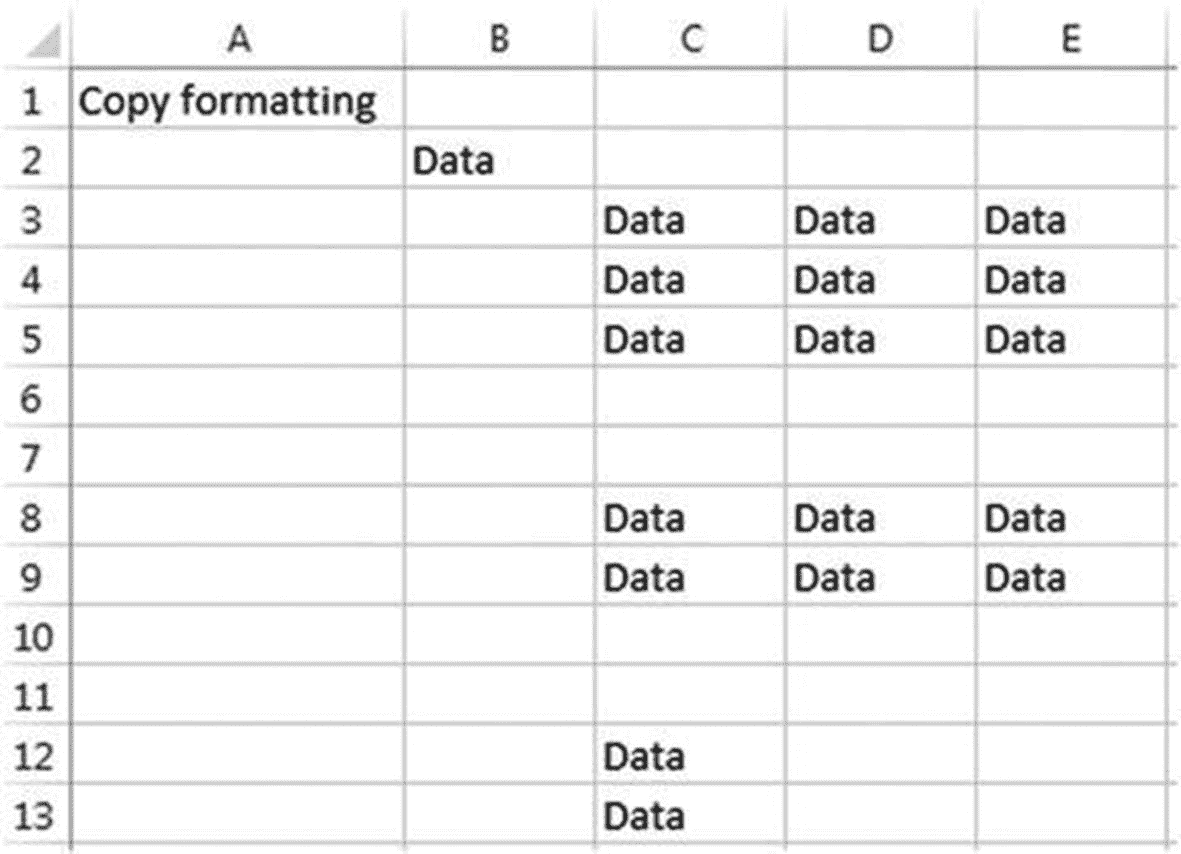 A B C D E
1 Copy formatting
2 Data
3 Data Data Data
4 Data Data Data
5 Data Data Data
6
7
8 Data Data Data
9 Data Data Data
10
11
12 Data
13 Data